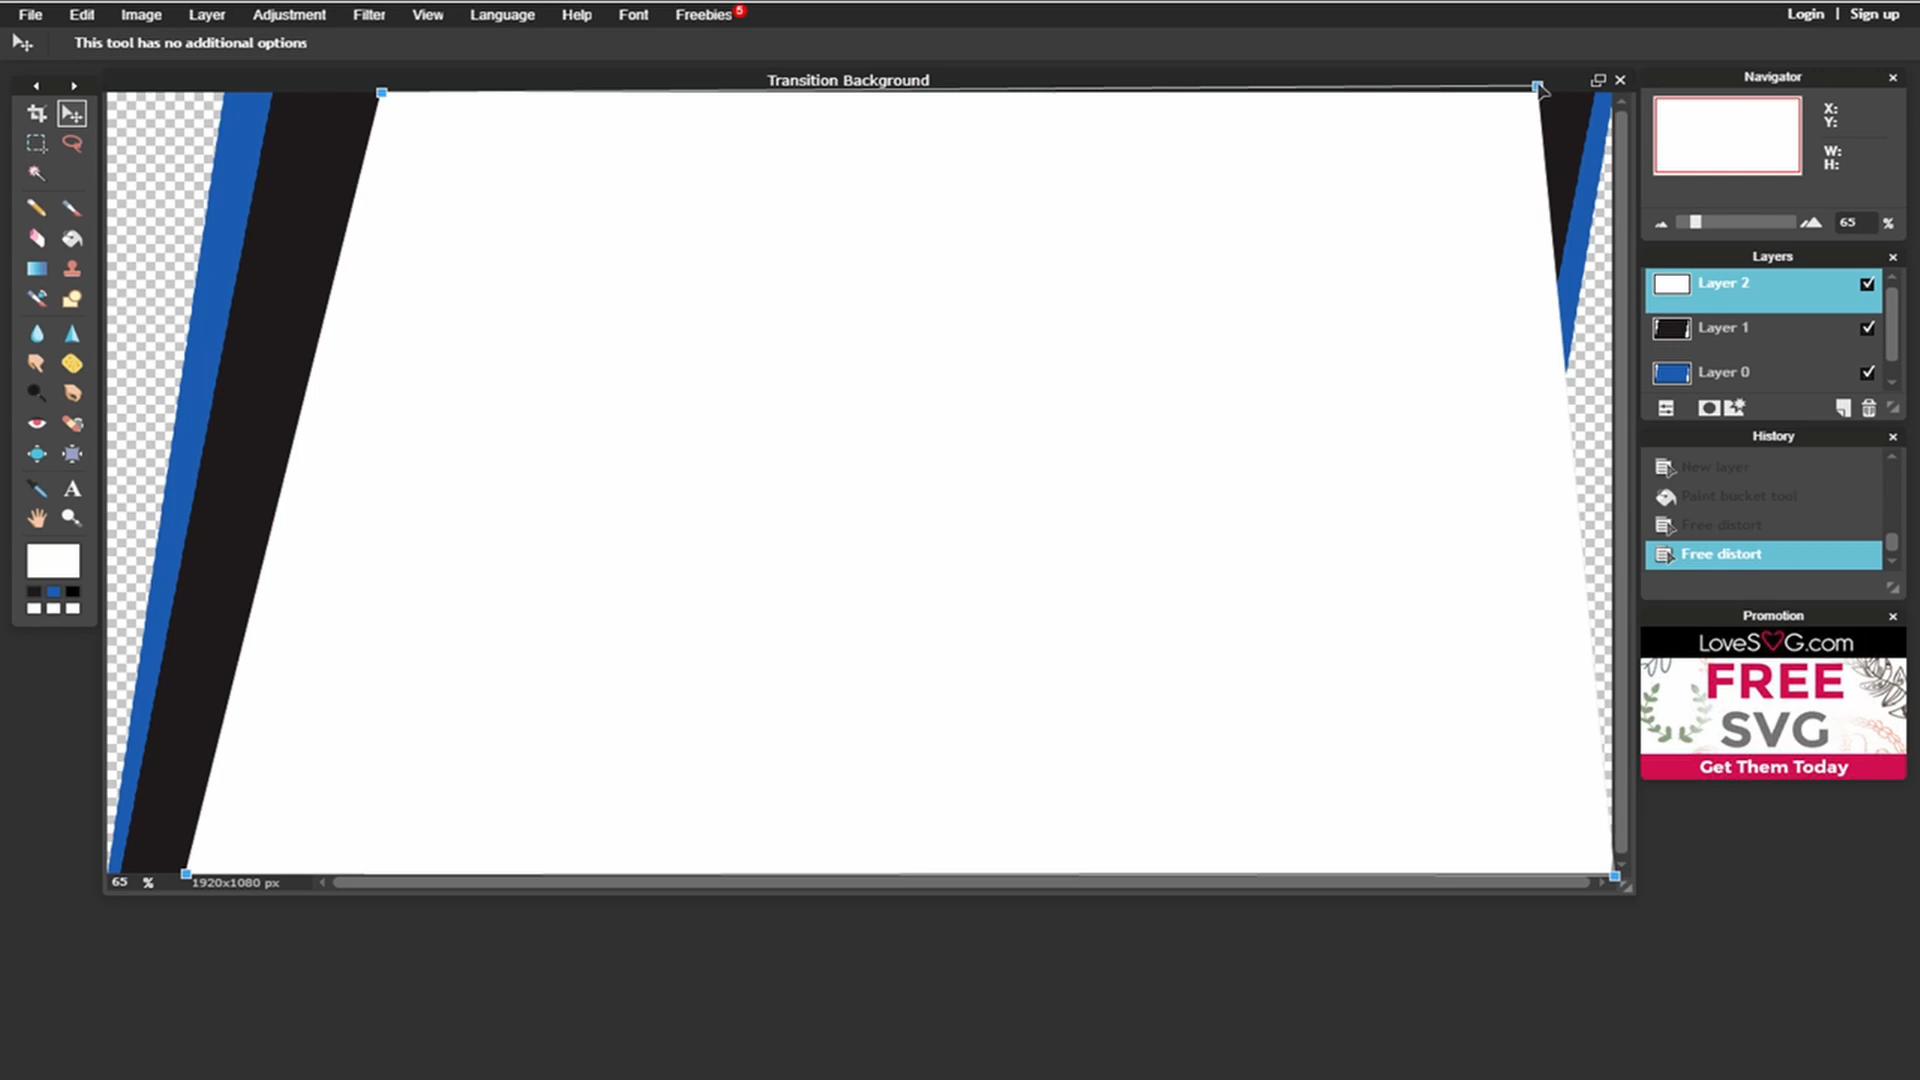 File Edit Image Layer Adjustment Filter View Language Help Font Freebies 5 Login | Sign up
This tool has no additional options
Transition Background
Navigator
X:
Y:
W:
H:
65 %
Layers
Layer 2
Layer 1
Layer 0
History
New layer
Paint bucket tool
Free distort
Free distort
A
Promotion
LoveSVG.com
FREE
SVG
Get Them Today
65 % 1920x1080 px